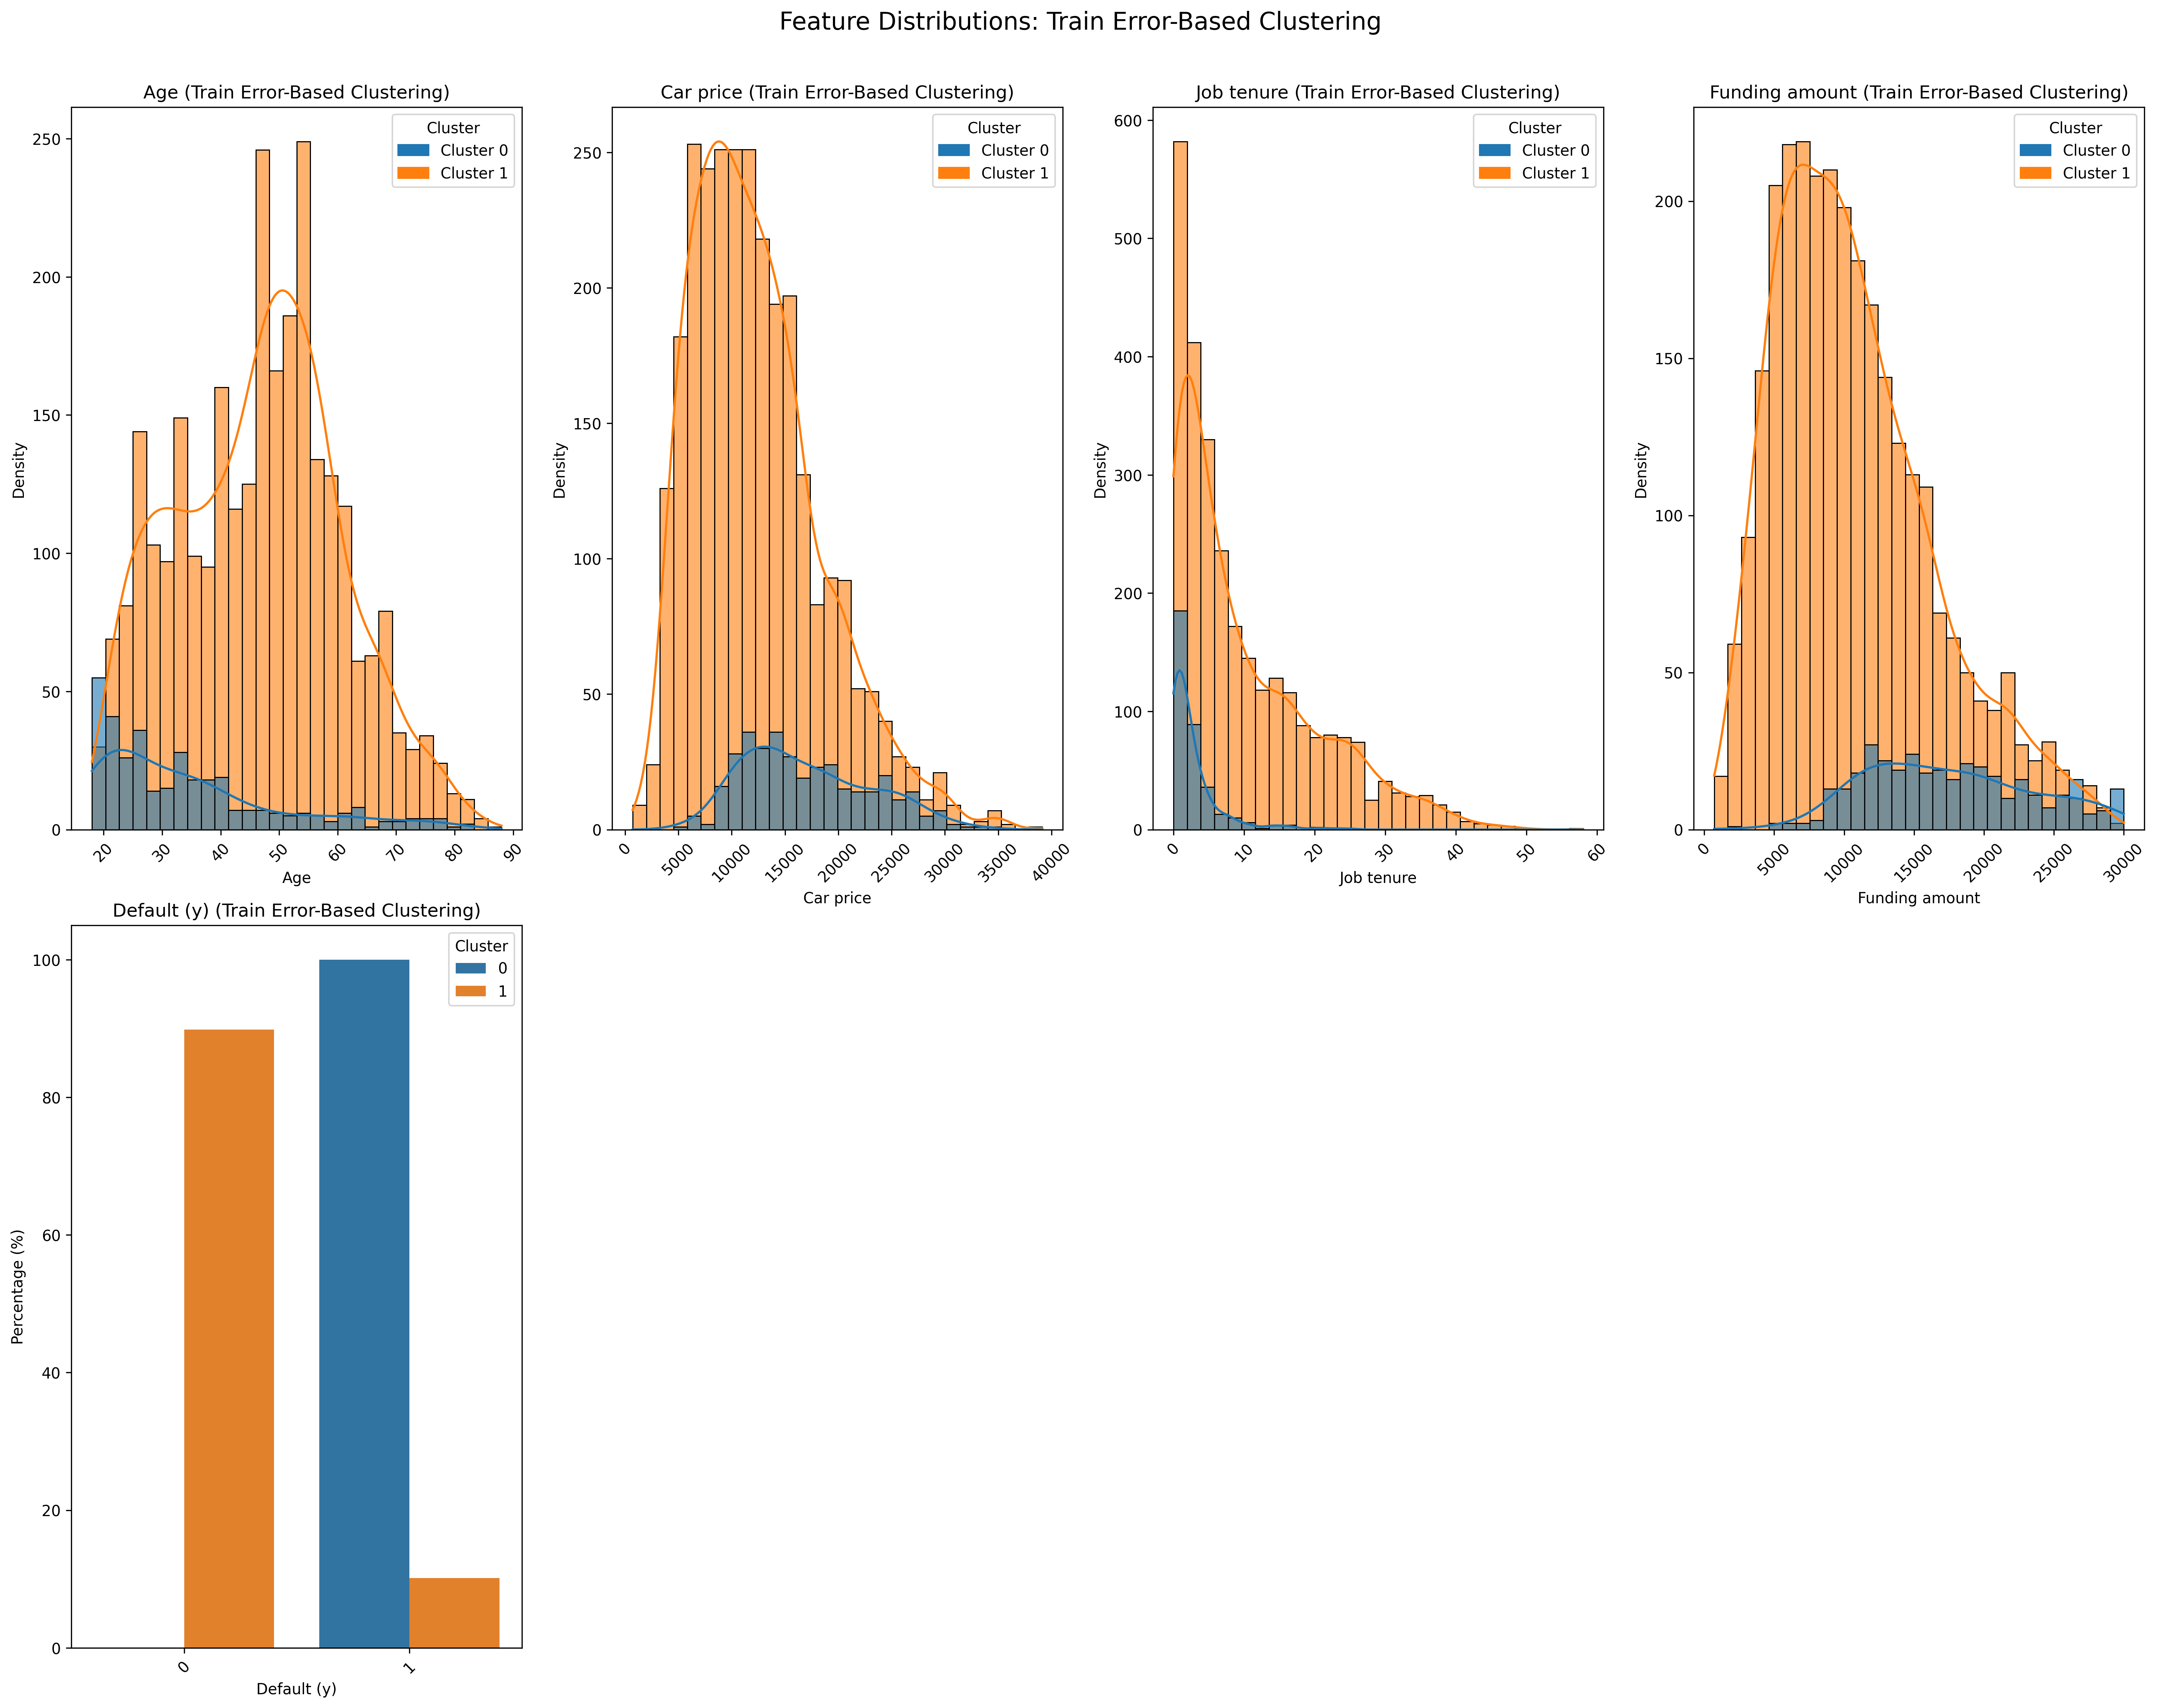 Feature Distributions: Train Error-Based Clustering
Age (Train Error-Based Clustering)
Cluster
Cluster 0
Cluster 1
Density
250
200
150
100
50
0
20
30
40
50
60
70
80
90
Age
Car price (Train Error-Based Clustering)
Cluster
Cluster 0
Cluster 1
Density
250
200
150
100
50
0
0
5000
10000
15000
20000
25000
30000
35000
40000
Car price
Job tenure (Train Error-Based Clustering)
Cluster
Cluster 0
Cluster 1
Density
600
500
400
300
200
100
0
0
10
20
30
40
50
60
Job tenure
Funding amount (Train Error-Based Clustering)
Cluster
Cluster 0
Cluster 1
Density
200
150
100
50
0
0
5000
10000
15000
20000
25000
30000
Funding amount
Default (y) (Train Error-Based Clustering)
Cluster
0
1
Percentage (%)
100
80
60
40
20
0
0
1
Default (y)